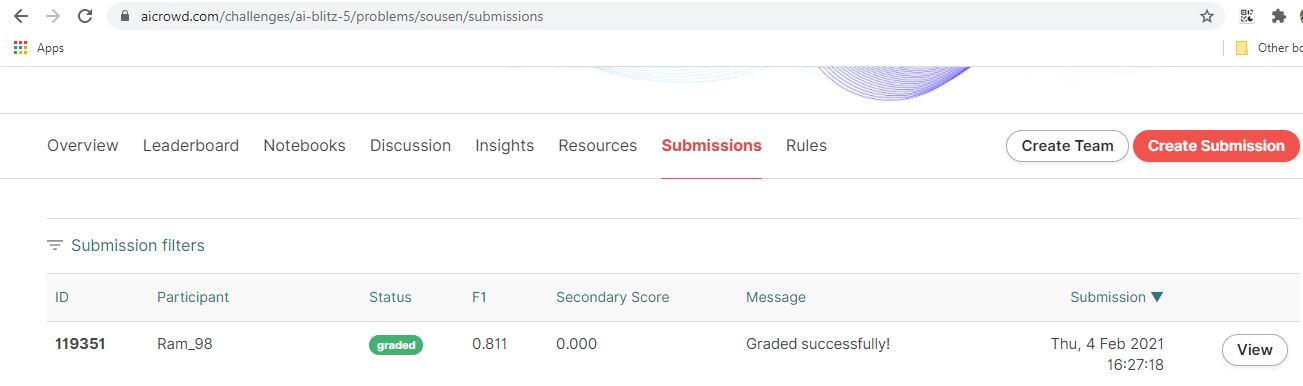 aicrowd.com/challenges/ai-blitz-5/problems/sousen/submissions
Apps
Other bo
Overview Leaderboard Notebooks Discussion Insights Resources Submissions Rules Create Team Create Submission
Submission filters
ID Participant Status F1 Secondary Score Message Submission ▼
119351 Ram_98 graded 0.811 0.000 Graded successfully! Thu, 4 Feb 2021 View
16:27:18